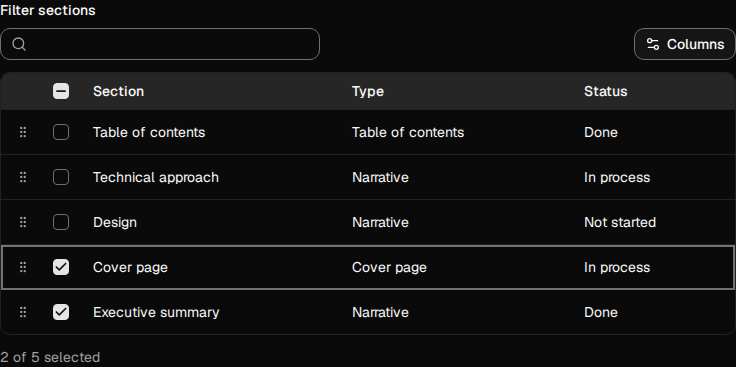 Filter sections
Columns
Section Type Status
Table of contents Table of contents Done
Technical approach Narrative In process
Design Narrative Not started
Cover page Cover page In process
Executive summary Narrative Done
2 of 5 selected